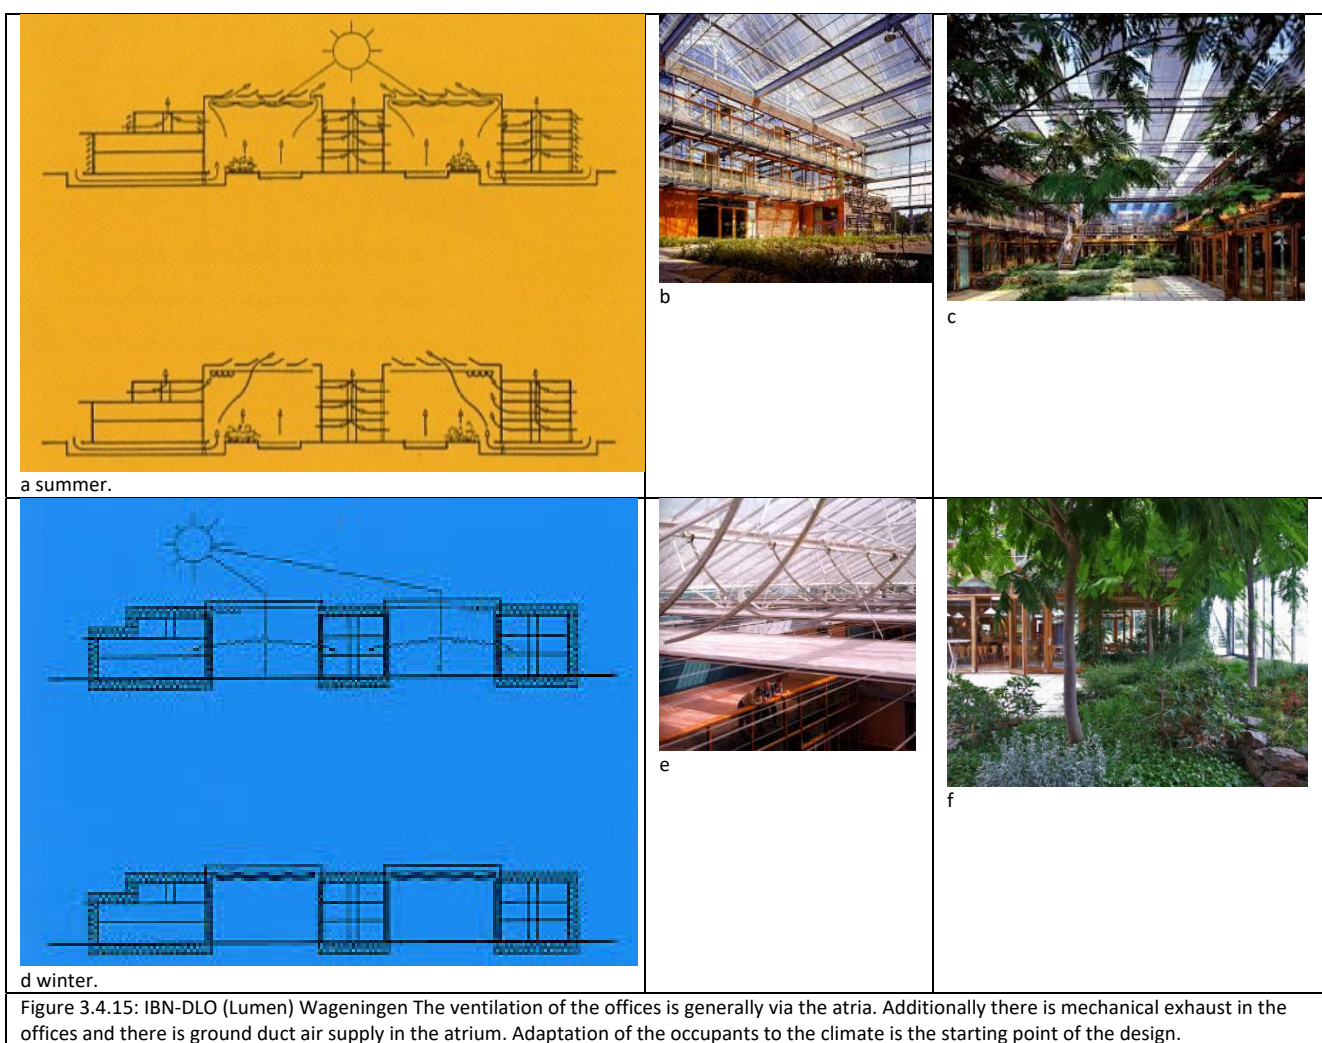 b
c
a summer.
e
f
d winter.
Figure 3.4.15: IBN-DLO (Lumen) Wageningen The ventilation of the offices is generally via the atria. Additionally there is mechanical exhaust in the
offices and there is ground duct air supply in the atrium. Adaptation of the occupants to the climate is the starting point of the design.